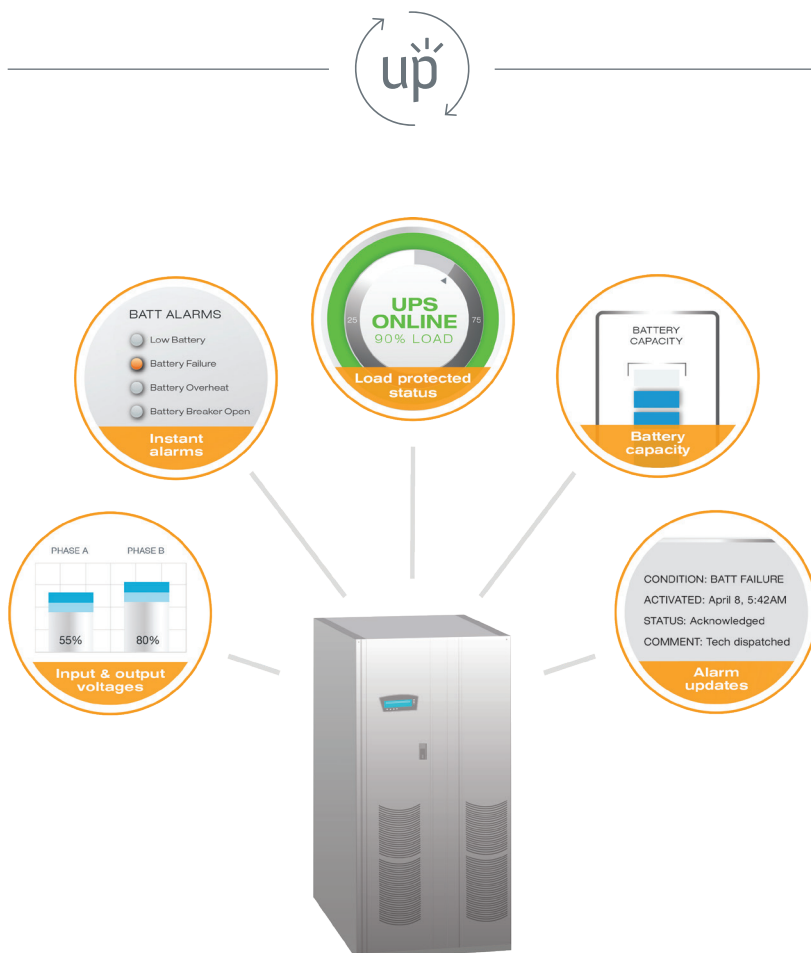 up
UPS
ONLINE
90% LOAD
25
75
Load protected
status
BATT ALARMS
Low Battery
Battery Failure
Battery Overheat
Battery Breaker Open
Instant
alarms
BATTERY
CAPACITY
Battery
capacity
PHASE A
PHASE B
55%
80%
Input & output
voltages
CONDITION: BATT FAILURE
ACTIVATED: April 8, 5:42AM
STATUS: Acknowledged
COMMENT: Tech dispatched
Alarm
updates